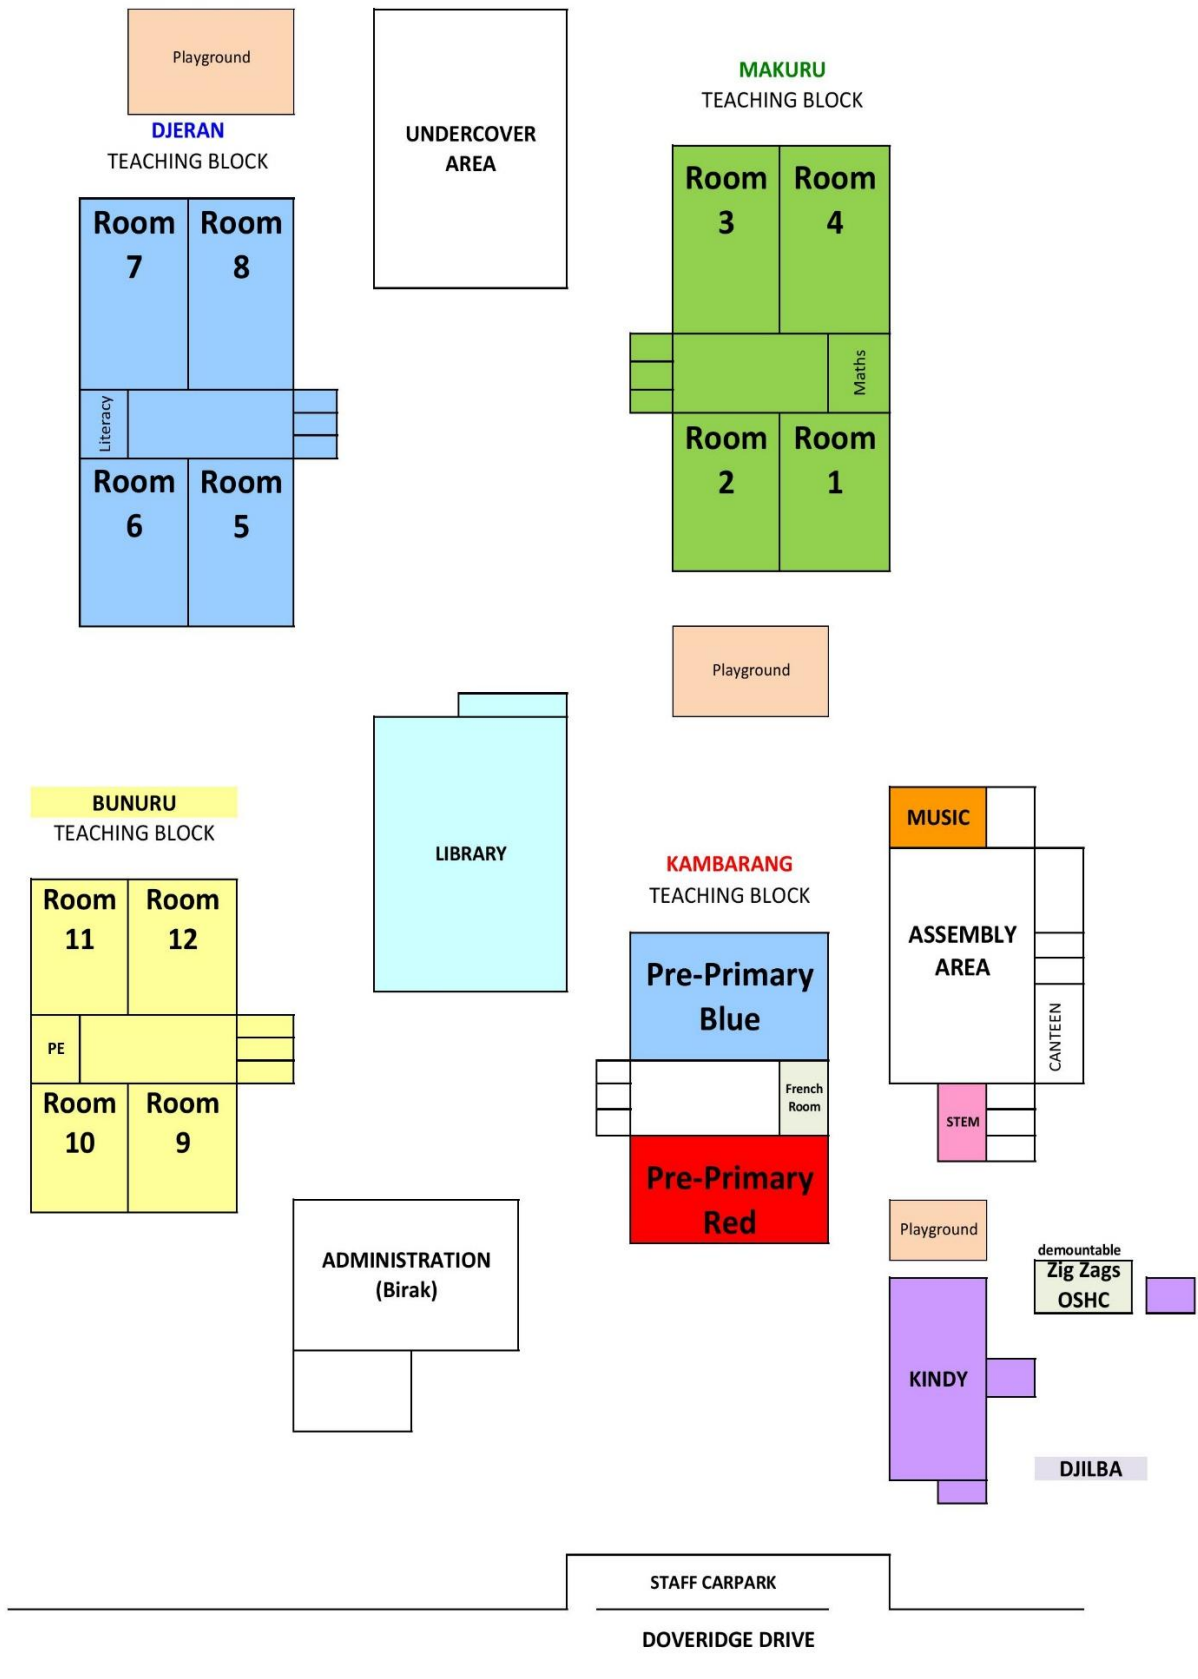 Playground
DJERAN
TEACHING BLOCK
UNDERCOVER
AREA
MAKURU
TEACHING BLOCK
Room
7
Room
8
Literacy
Room
6
Room
5
Room
3
Room
4
Maths
Room
2
Room
1
Playground
BUNURU
TEACHING BLOCK
LIBRARY
KAMBARANG
TEACHING BLOCK
MUSIC
ASSEMBLY
AREA
CANTEEN
STEM
Room
11
Room
12
PE
Room
10
Room
9
Pre-Primary
Blue
French
Room
Pre-Primary
Red
ADMINISTRATION
(Birak)
Playground
demountable
Zig Zags
OSHC
KINDY
DJILBA
STAFF CARPARK
DOVERIDGE DRIVE